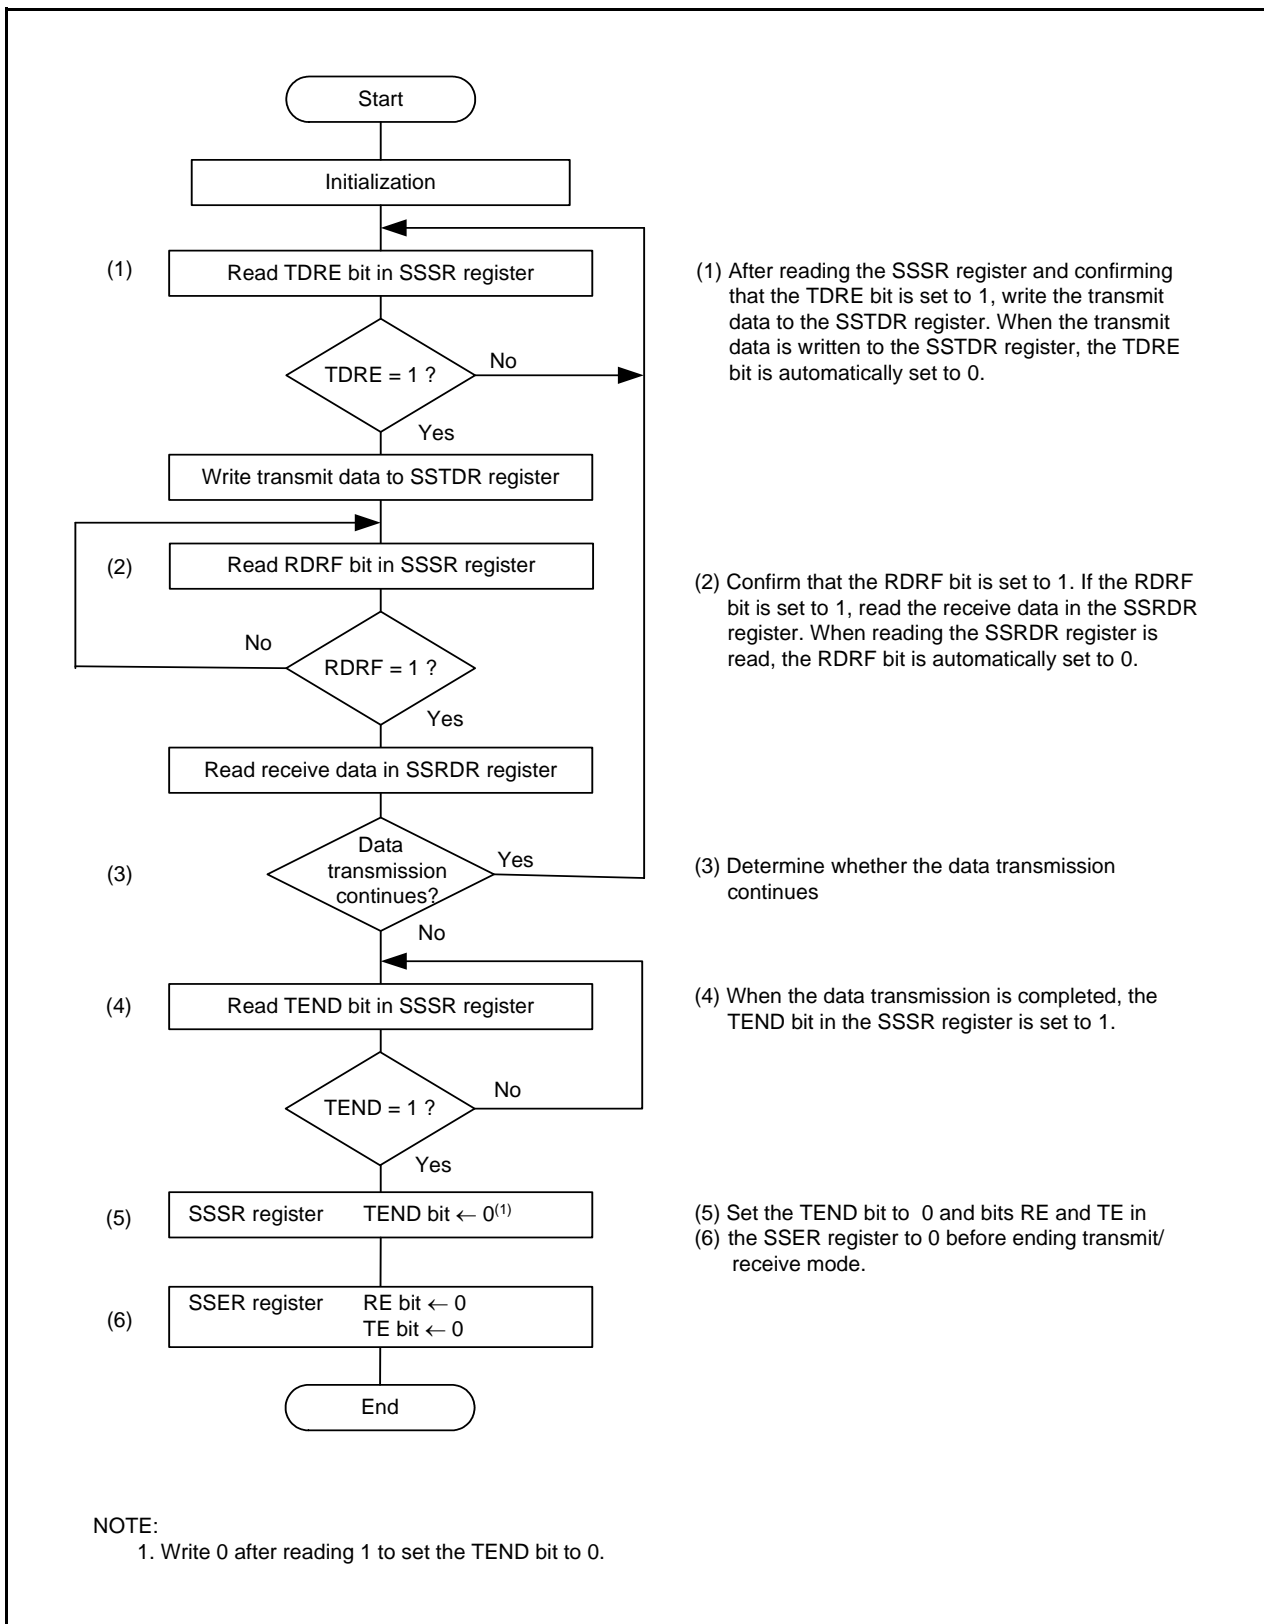 Start
Initialization
(1)
Read TDRE bit in SSSR register
TDRE = 1 ?
No
Yes
Write transmit data to SSTDR register
(1) After reading the SSSR register and confirming
that the TDRE bit is set to 1, write the transmit
data to the SSTDR register. When the transmit
data is written to the SSTDR register, the TDRE
bit is automatically set to 0.
(2)
Read RDRF bit in SSSR register
No
RDRF = 1 ?
Yes
Read receive data in SSRDR register
(2) Confirm that the RDRF bit is set to 1. If the RDRF
bit is set to 1, read the receive data in the SSRDR
register. When reading the SSRDR register is
read, the RDRF bit is automatically set to 0.
(3)
Data
transmission
continues?
Yes
No
(3) Determine whether the data transmission
continues
(4)
Read TEND bit in SSSR register
TEND = 1 ?
No
Yes
(4) When the data transmission is completed, the
TEND bit in the SSSR register is set to 1.
(5)
SSSR register TEND bit ← 0(1)
(6)
SSER register RE bit ← 0
TE bit ← 0
(5) Set the TEND bit to 0 and bits RE and TE in
(6) the SSER register to 0 before ending transmit/
receive mode.
End
NOTE:
1. Write 0 after reading 1 to set the TEND bit to 0.